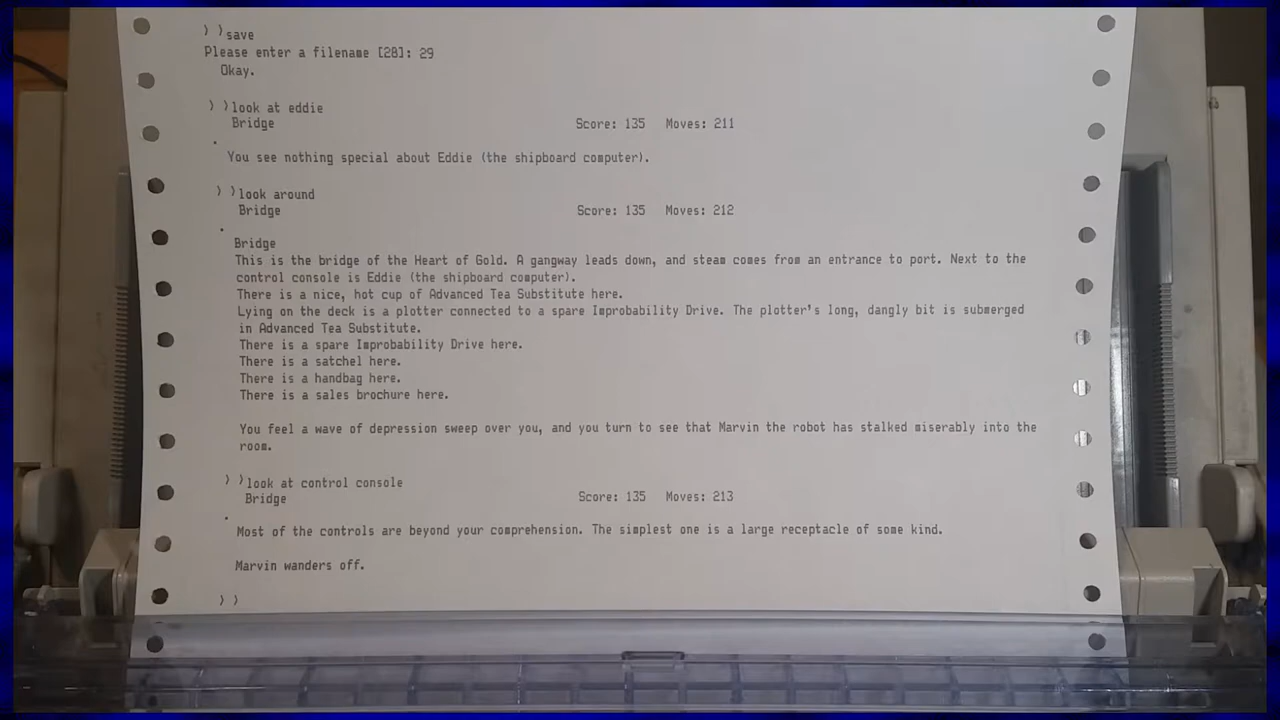 〉〉save
Please enter a filename [28]: 29
Okay.
〉〉look at eddie
Bridge Score: 135 Moves: 211
.
You see nothing special about Eddie (the shipboard computer).
〉〉look around
Bridge Score: 135 Moves: 212
.
Bridge
This is the bridge of the Heart of Gold. A gangway leads down, and steam comes from an entrance to port. Next to the
control console is Eddie (the shipboard computer).
There is a nice, hot cup of Advanced Tea Substitute here.
Lying on the deck is a plotter connected to a spare Improbability Drive. The plotter's long, dangly bit is submerged
in Advanced Tea Substitute.
There is a spare Improbability Drive here.
There is a satchel here.
There is a handbag here.
There is a sales brochure here.
You feel a wave of depression sweep over you, and you turn to see that Marvin the robot has stalked miserably into the
room.
〉〉look at control console
Bridge Score: 135 Moves: 213
.
Most of the controls are beyond your comprehension. The simplest one is a large receptacle of some kind.
Marvin wanders off.
〉〉